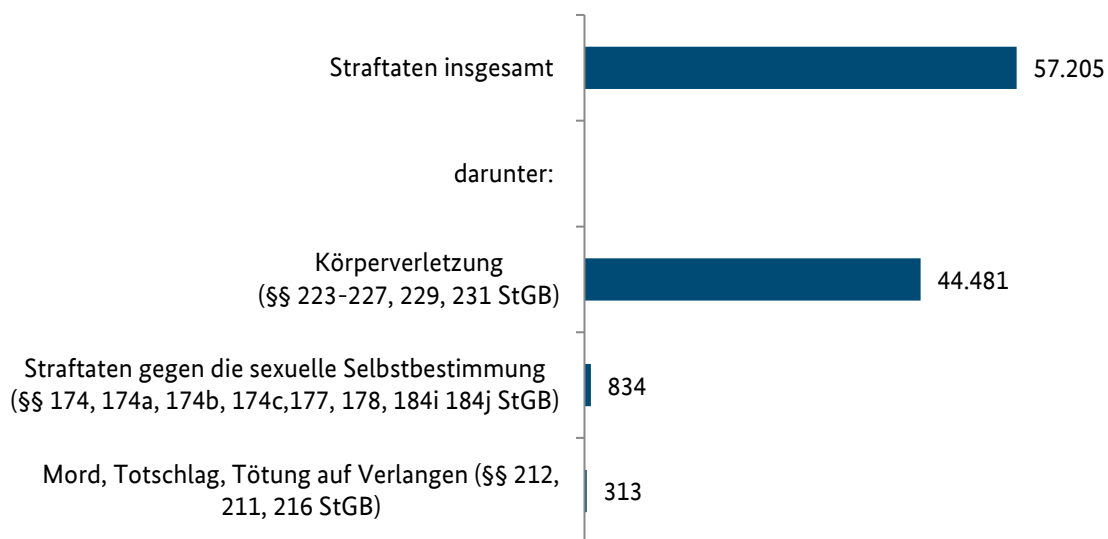 Straftaten insgesamt
57.205
darunter:
Körperverletzung
(§§ 223-227, 229, 231 StGB)
44.481
Straftaten gegen die sexuelle Selbstbestimmung
(§§ 174, 174a, 174b, 174c,177, 178, 184i 184j StGB)
834
Mord, Totschlag, Tötung auf Verlangen (§§ 212,
211, 216 StGB)
313